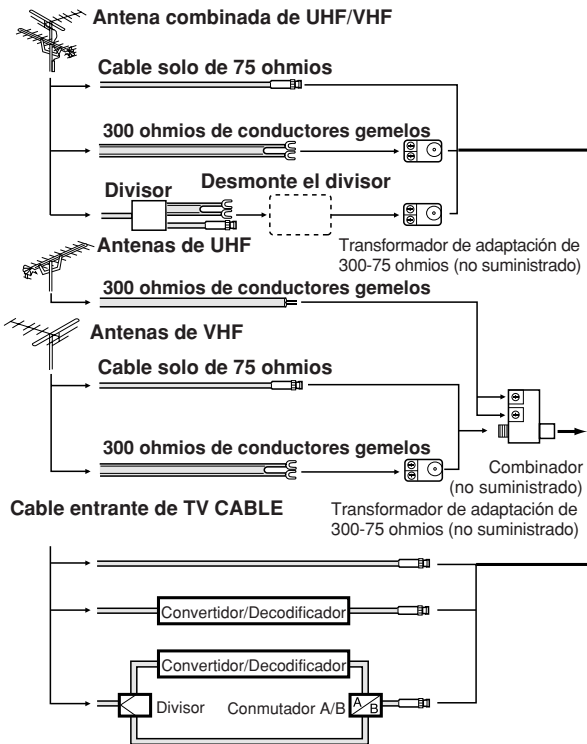 Antena combinada de UHF/VHF
Cable solo de 75 ohmios
300 ohmios de conductores gemelos
Divisor
Desmonte el divisor
Transformador de adaptación de
300-75 ohmios (no suministrado)
Antenas de UHF
300 ohmios de conductores gemelos
Antenas de VHF
Cable solo de 75 ohmios
300 ohmios de conductores gemelos
Combinador
(no suministrado)
Transformador de adaptación de
300-75 ohmios (no suministrado)
Cable entrante de TV CABLE
Convertidor/Decodificador
Convertidor/Decodificador
Divisor
Conmutador A/B
A
B